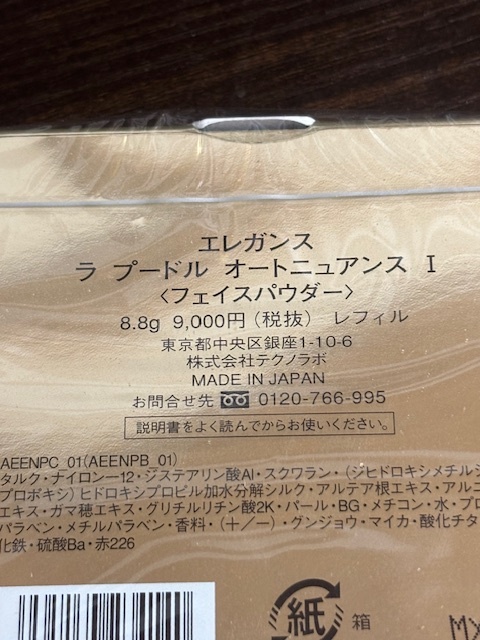 エレガンス
ラ プードル オートニュアンス I
〈フェイスパウダー〉
8.8g 9,000円（税抜）レフィル
東京都中央区銀座1-10-6
株式会社テクノラボ
MADE IN JAPAN
お問合せ先 0120-766-995
説明書をよく読んでからお使いください。
AEENPC_01(AEENPB_01)
タルク・ナイロン－12・ジステアリン酸Al・スクワラン・（ジヒドロキシメチルシ
プロポキシ）ヒドロキシプロピル加水分解シルク・アルテア根エキス・アルニ
エキス・ガマ穂エキス・グリチルリチン酸2K・パール・BG・メチコン・水・プロ
パラベン・メチルパラベン・香料・（＋/－）・グンジョウ・マイカ・酸化チタ
化鉄・硫酸Ba・赤226
紙 箱
MX